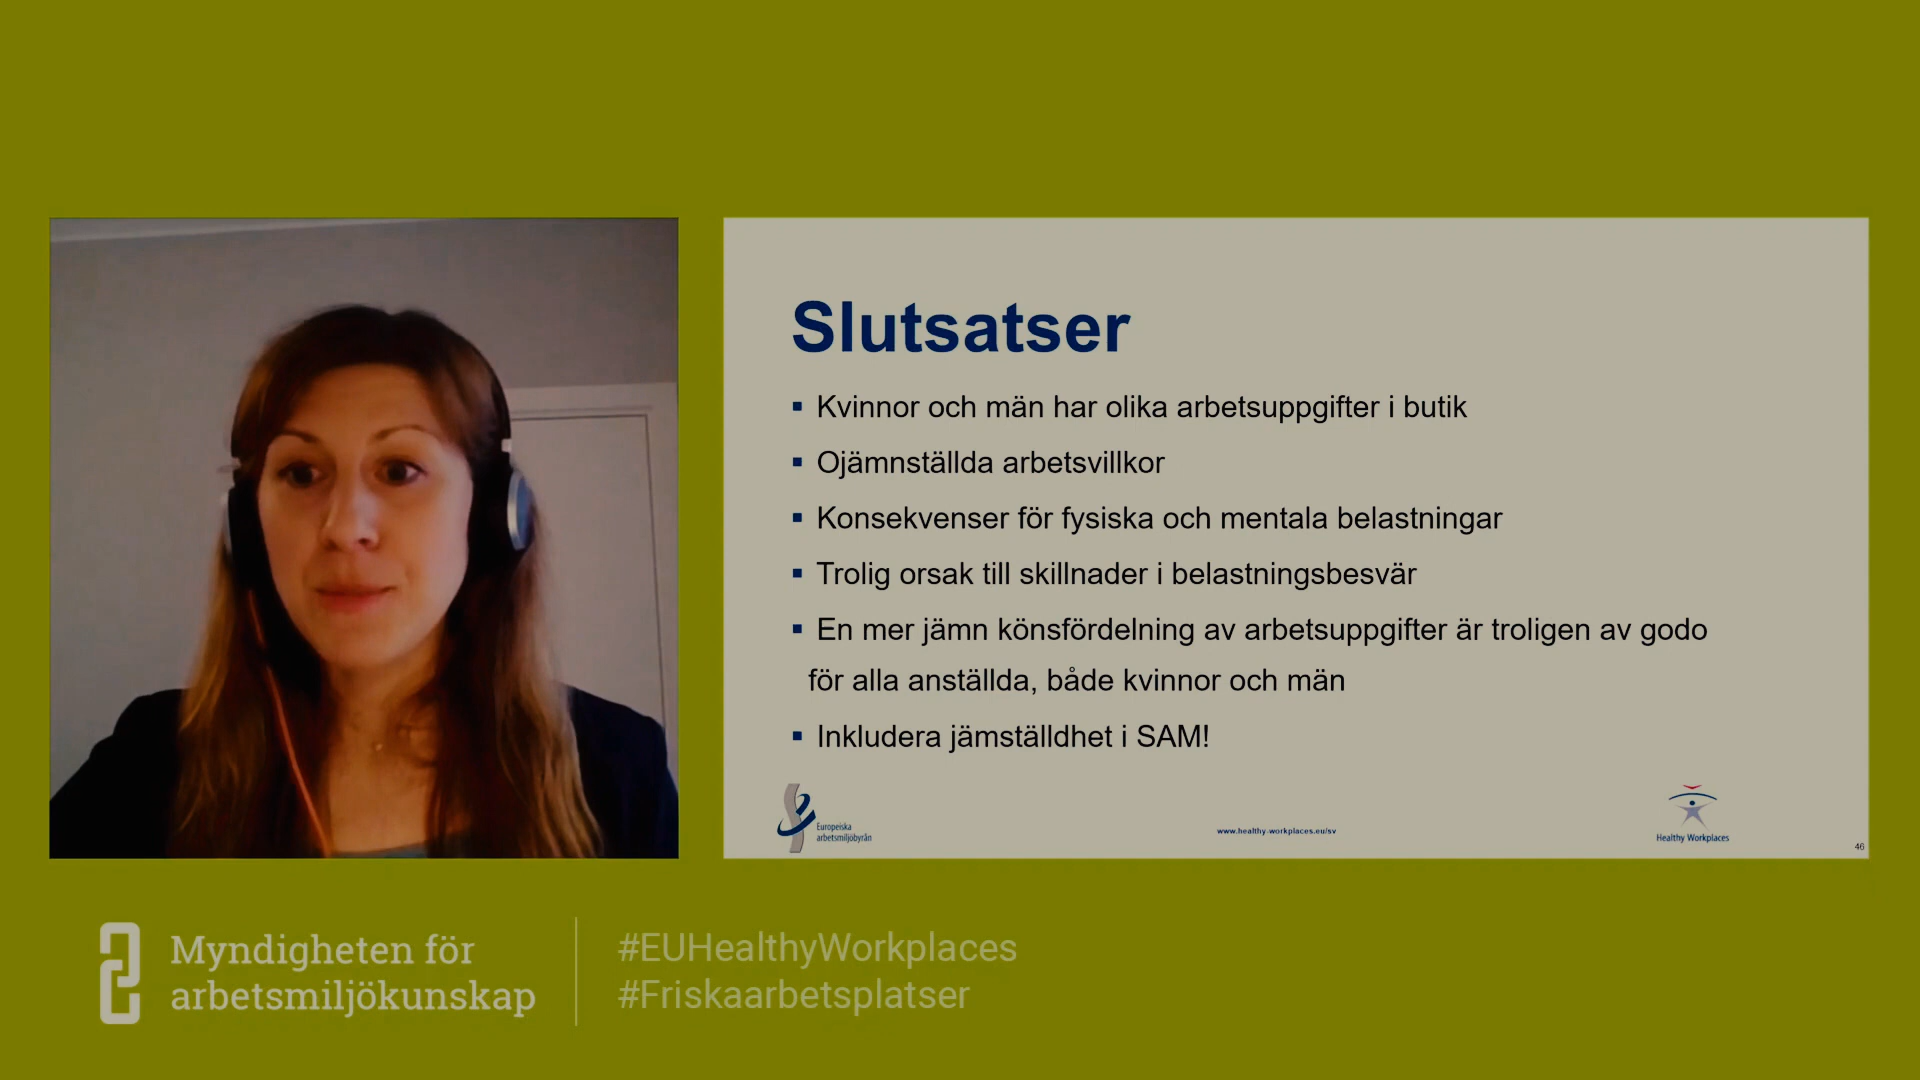 Slutsatser
▪ Kvinnor och män har olika arbetsuppgifter i butik
▪ Ojämnställda arbetsvillkor
▪ Konsekvenser för fysiska och mentala belastningar
▪ Trolig orsak till skillnader i belastningsbesvär
▪ En mer jämn könsfördelning av arbetsuppgifter är troligen av godo
för alla anställda, både kvinnor och män
▪ Inkludera jämställdhet i SAM!
Europeiska
arbetsmiljöbyrån
www.healthy-workplaces.eu/sv
Healthy Workplaces
46
Myndigheten för
arbetsmiljökunskap
#EUHealthyWorkplaces
#Friskaarbetsplatser